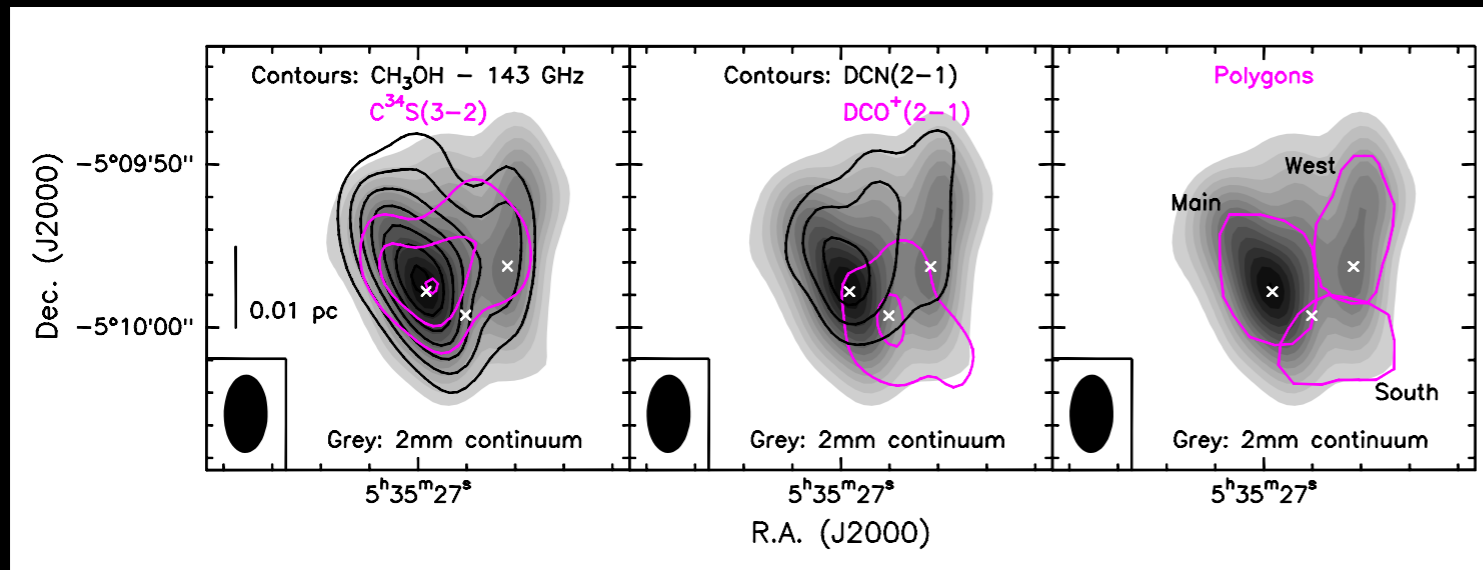 Contours: CH₃OH − 143 GHz
C³⁴S(3−2)
Dec. (J2000)
−5°09'50"
−5°10'00"
0.01 pc
Grey: 2mm continuum
5ʰ35ᵐ27ˢ
Contours: DCN(2−1)
DCO⁺(2−1)
Grey: 2mm continuum
5ʰ35ᵐ27ˢ
R.A. (J2000)
Polygons
West
Main
South
Grey: 2mm continuum
5ʰ35ᵐ27ˢ